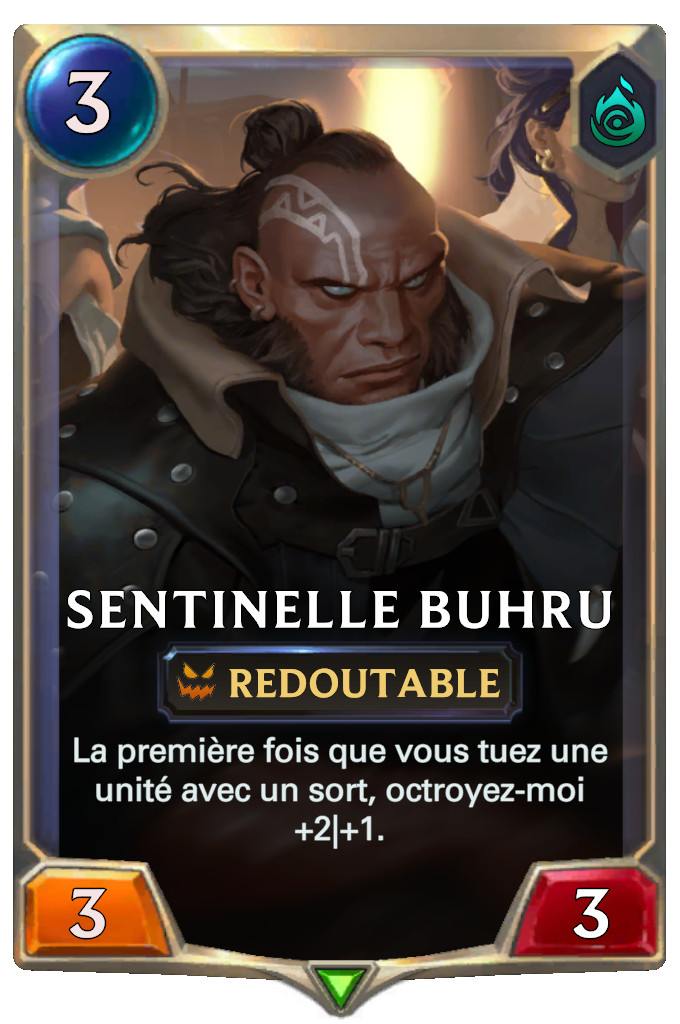 3
SENTINELLE BUHRU
REDOUTABLE
La première fois que vous tuez une
unité avec un sort, octroyez-moi
+2|+1.
3
3